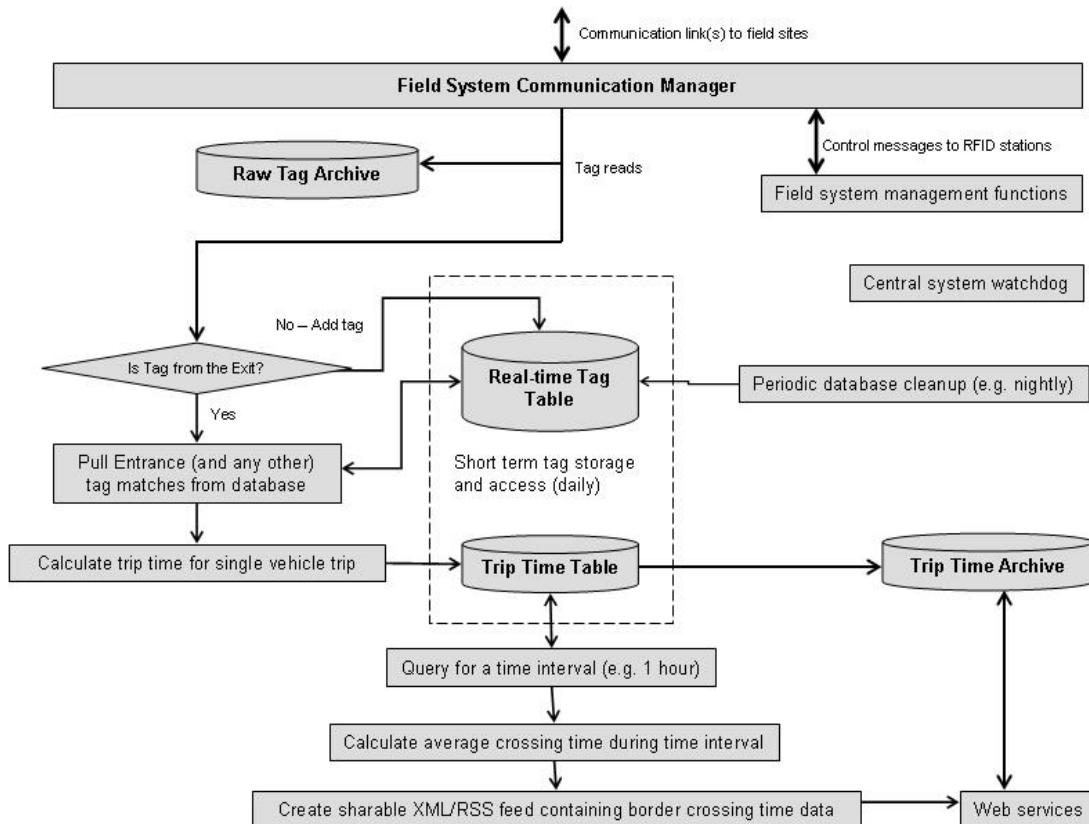 Communication link(s) to field sites
Field System Communication Manager
Raw Tag Archive
Tag reads
Control messages to RFID stations
Field system management functions
Central system watchdog
No – Add tag
Is Tag from the Exit?
Real-time Tag
Table
Periodic database cleanup (e.g. nightly)
Yes
Pull Entrance (and any other)
tag matches from database
Short term tag storage
and access (daily)
Calculate trip time for single vehicle trip
Trip Time Table
Trip Time Archive
Query for a time interval (e.g. 1 hour)
Calculate average crossing time during time interval
Create sharable XML/RSS feed containing border crossing time data
Web services